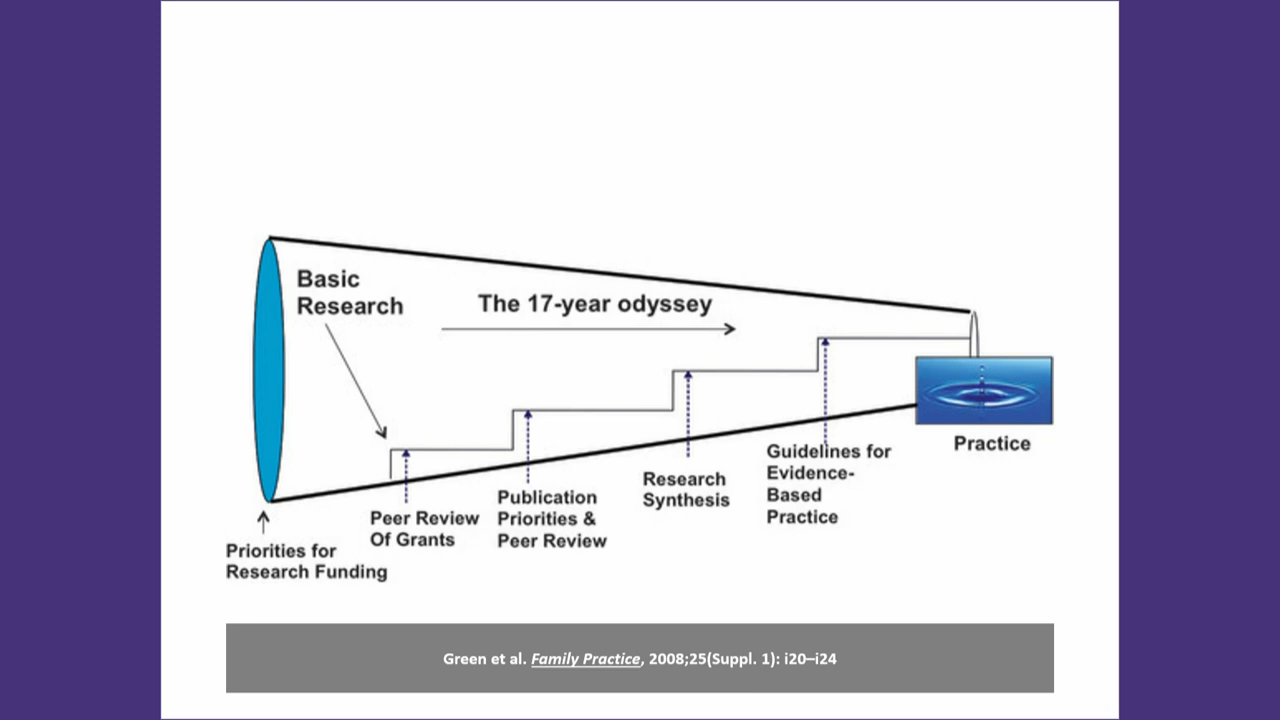 Basic
Research
The 17-year odyssey
Priorities for
Research Funding
Peer Review
Of Grants
Publication
Priorities &
Peer Review
Research
Synthesis
Guidelines for
Evidence-
Based
Practice
Practice
Green et al. Family Practice, 2008;25(Suppl. 1): i20–i24